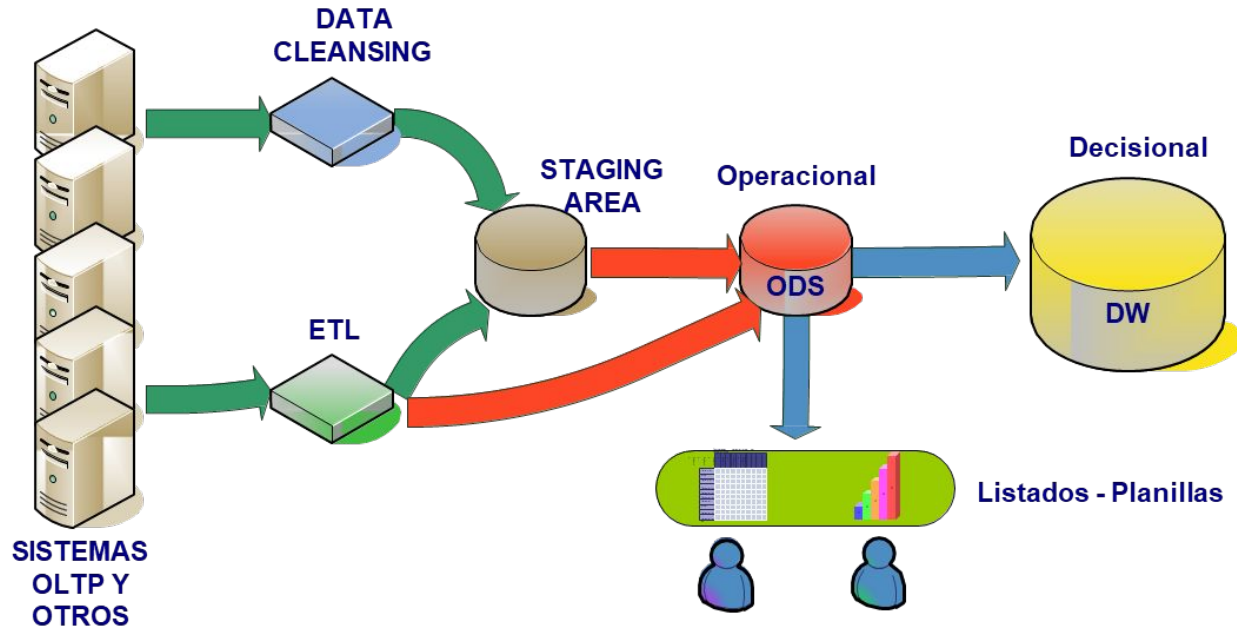 DATA
CLEANSING
STAGING
AREA
Operacional
Decisional
ODS
DW
ETL
Listados - Planillas
SISTEMAS
OLTP Y
OTROS